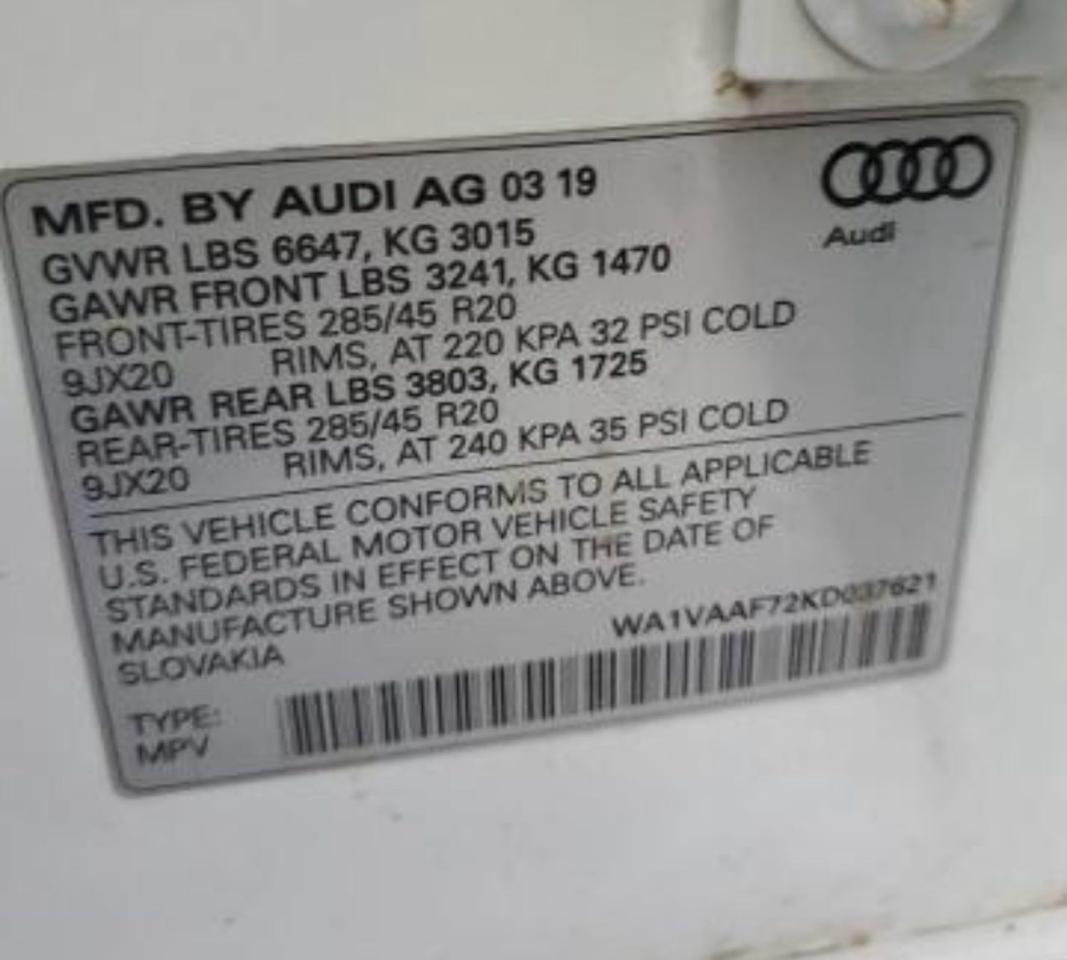 MFD. BY AUDI AG 03 19
Audi
GVWR LBS 6647, KG 3015
GAWR FRONT LBS 3241, KG 1470
FRONT-TIRES 285/45 R20
9JX20 RIMS, AT 220 KPA 32 PSI COLD
GAWR REAR LBS 3803, KG 1725
REAR-TIRES 285/45 R20
9JX20 RIMS, AT 240 KPA 35 PSI COLD
THIS VEHICLE CONFORMS TO ALL APPLICABLE
U.S. FEDERAL MOTOR VEHICLE SAFETY
STANDARDS IN EFFECT ON THE DATE OF
MANUFACTURE SHOWN ABOVE.
SLOVAKIA
WA1VAAF72KD037621
TYPE:
MPV